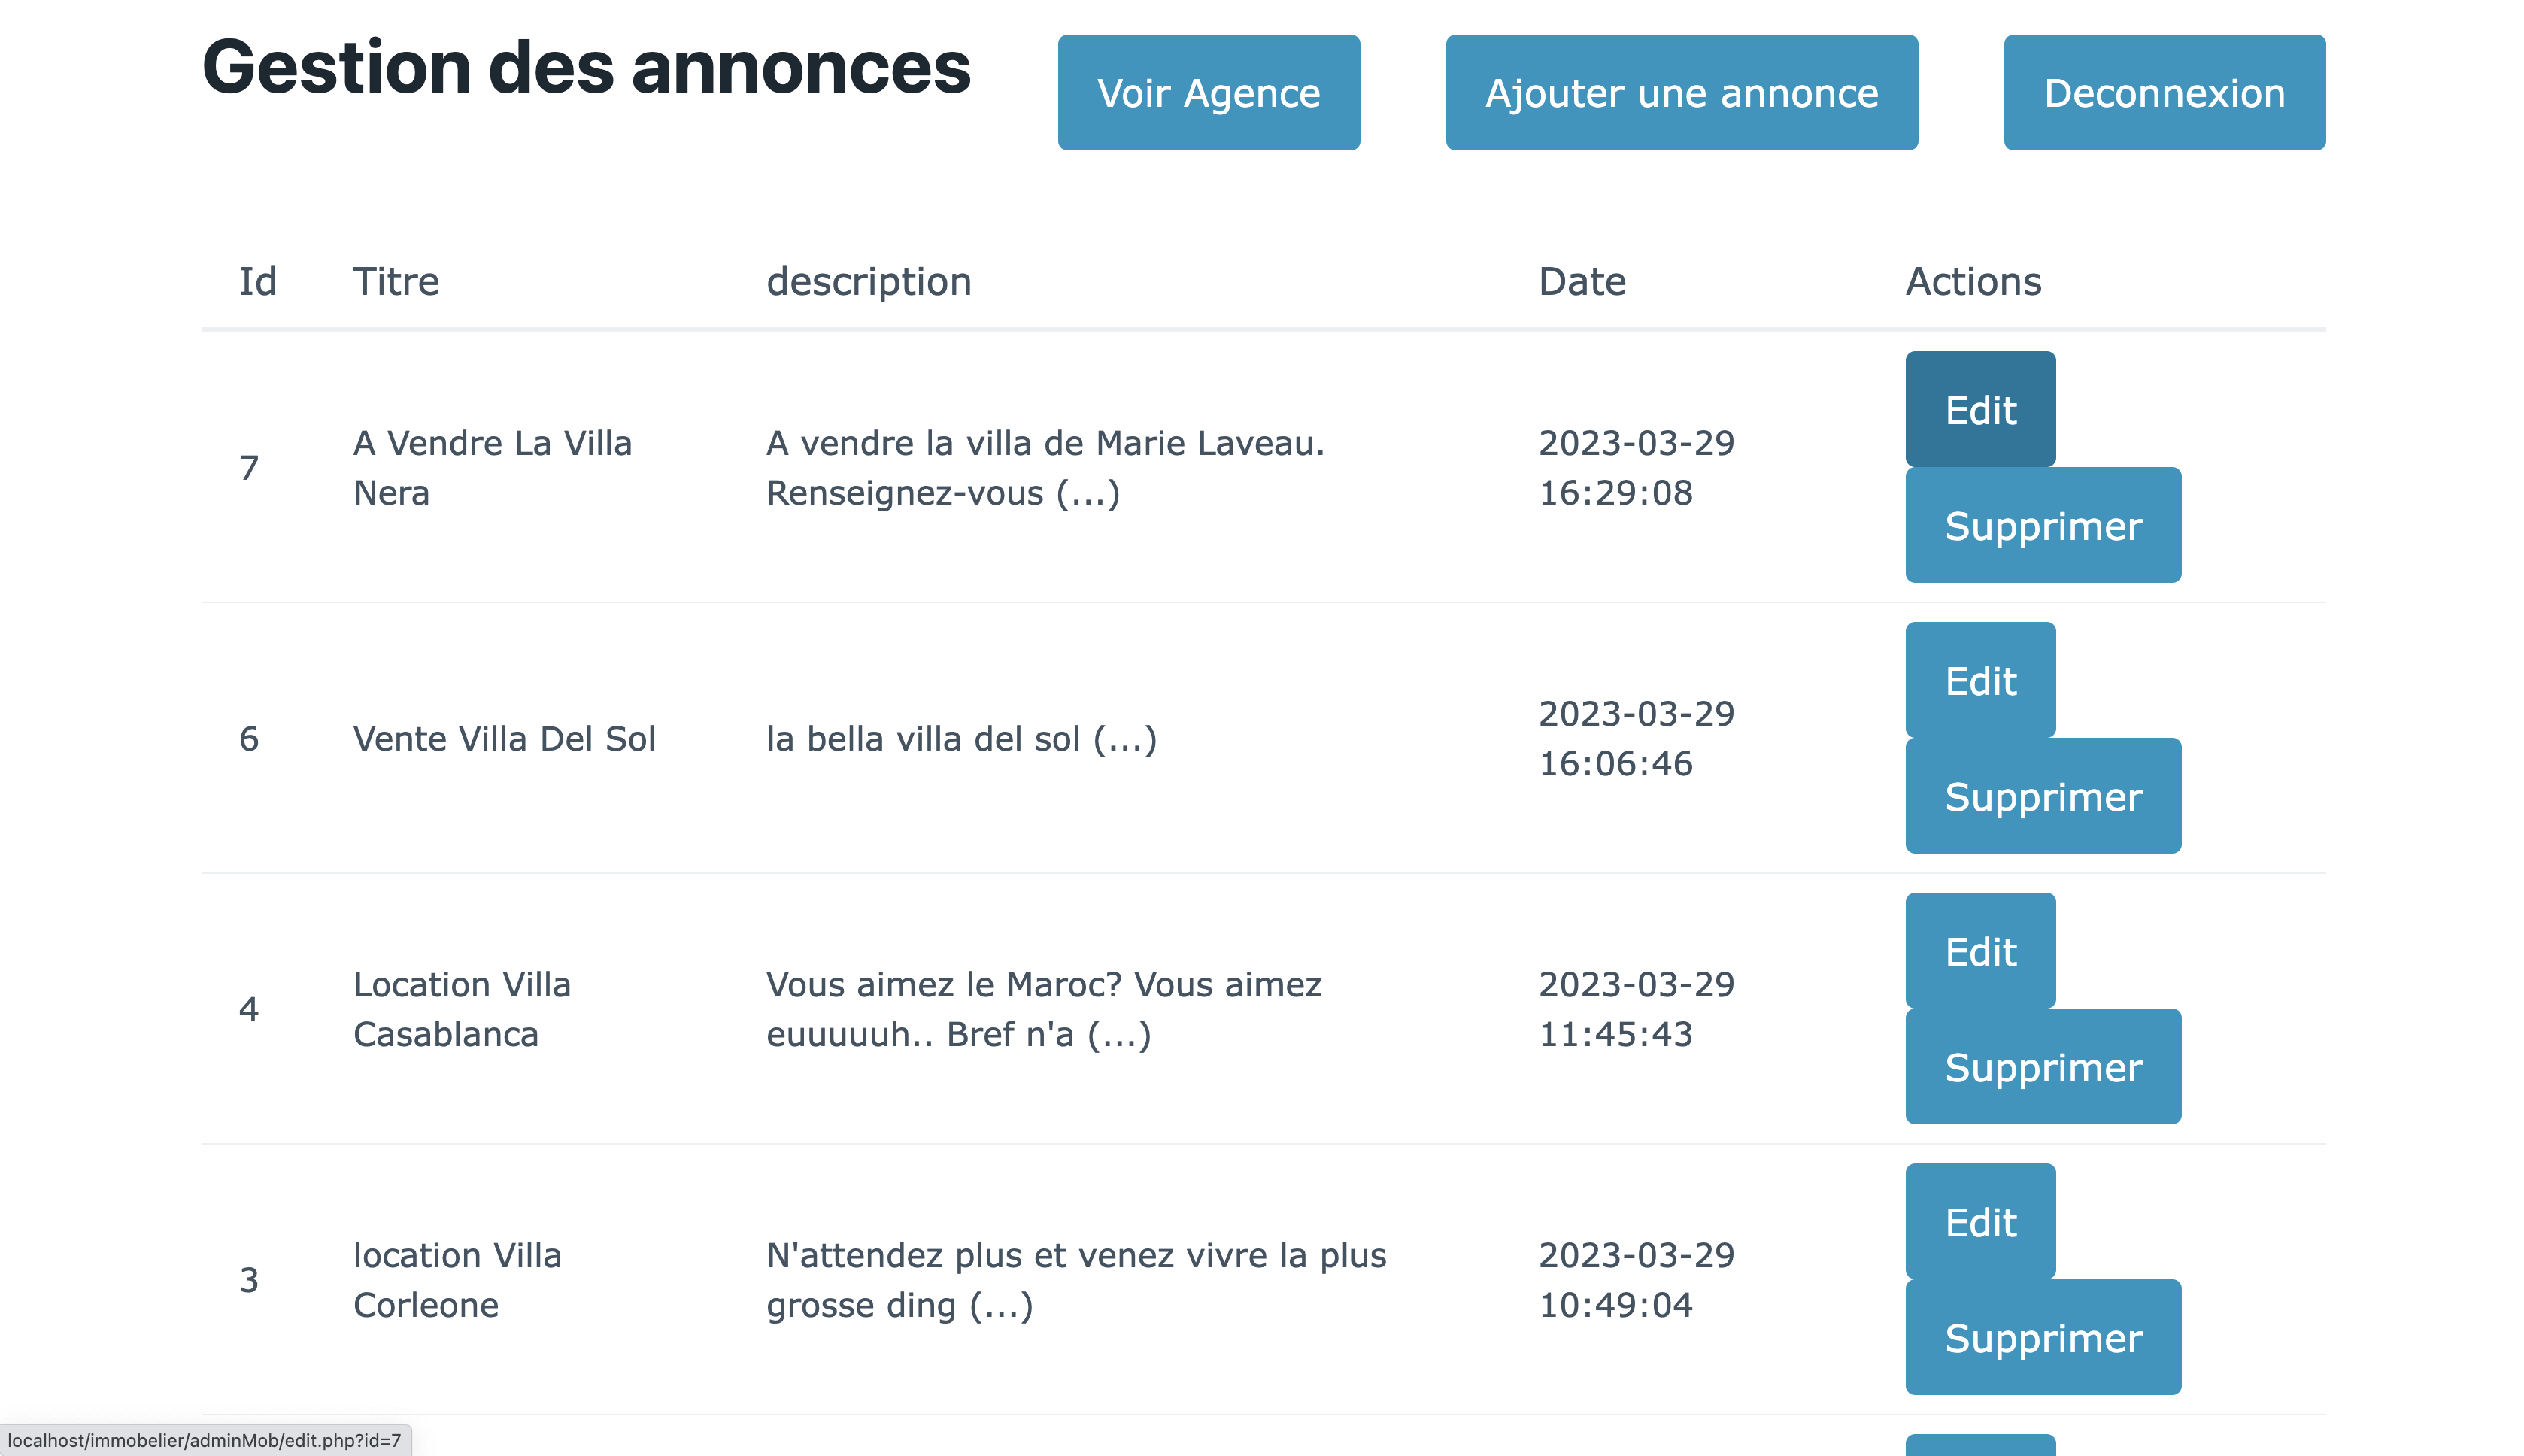 Gestion des annonces
Voir Agence
Ajouter une annonce
Deconnexion
Id Titre description Date Actions
7
A Vendre La Villa
Nera
A vendre la villa de Marie Laveau.
Renseignez-vous (...)
2023-03-29
16:29:08
Edit
Supprimer
6
Vente Villa Del Sol
la bella villa del sol (...)
2023-03-29
16:06:46
Edit
Supprimer
4
Location Villa
Casablanca
Vous aimez le Maroc? Vous aimez
euuuuuh.. Bref n'a (...)
2023-03-29
11:45:43
Edit
Supprimer
3
location Villa
Corleone
N'attendez plus et venez vivre la plus
grosse ding (...)
2023-03-29
10:49:04
Edit
Supprimer
localhost/immobelier/adminMob/edit.php?id=7